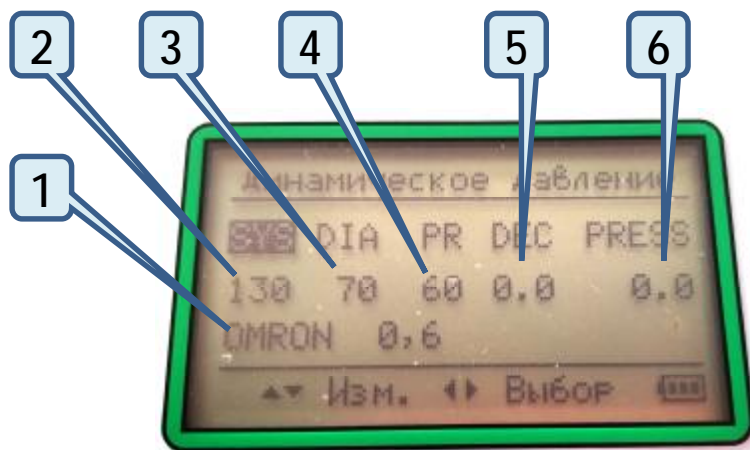 2 3 4 5 6
1
Динамическое давление
SYS DIA PR DEC PRESS
130 70 60 0.0 0.0
OMRON 0,6
▲▼ Изм. ◀▶ Выбор